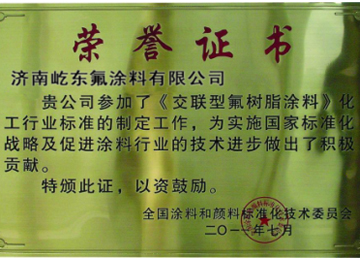 荣誉证书
济南屹东氟涂料有限公司
贵公司参加了《交联型氟树脂涂料》化
工行业标准的制定工作，为实施国家标准化
战略及促进涂料行业的技术进步做出了积极
贡献。
特颁此证，以资鼓励。
全国涂料和颜料标准化技术委员会
二〇一一年七月